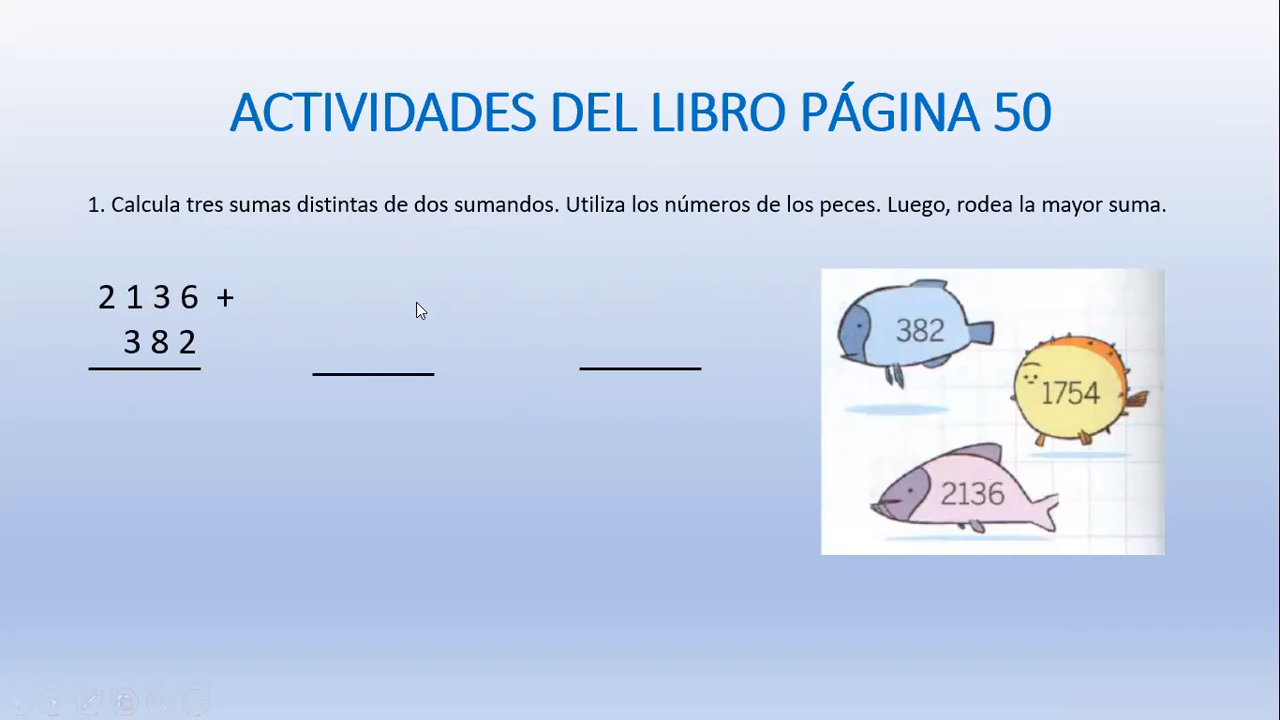 ACTIVIDADES DEL LIBRO PÁGINA 50
1. Calcula tres sumas distintas de dos sumandos. Utiliza los números de los peces. Luego, rodea la mayor suma.
2 1 3 6 +
3 8 2
382
1754
2136